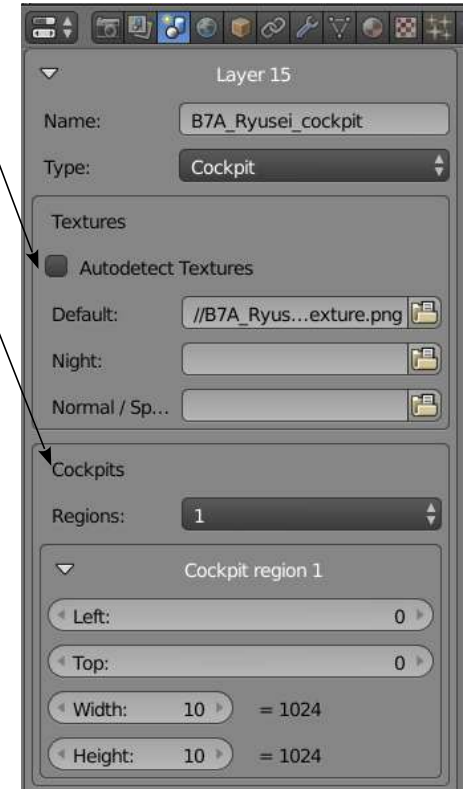 Layer 15
Name: B7A_Ryusei_cockpit
Type: Cockpit
Textures
Autodetect Textures
Default: //B7A_Ryus...exture.png
Night:
Normal / Sp...
Cockpits
Regions: 1
Cockpit region 1
Left: 0
Top: 0
Width: 10 = 1024
Height: 10 = 1024